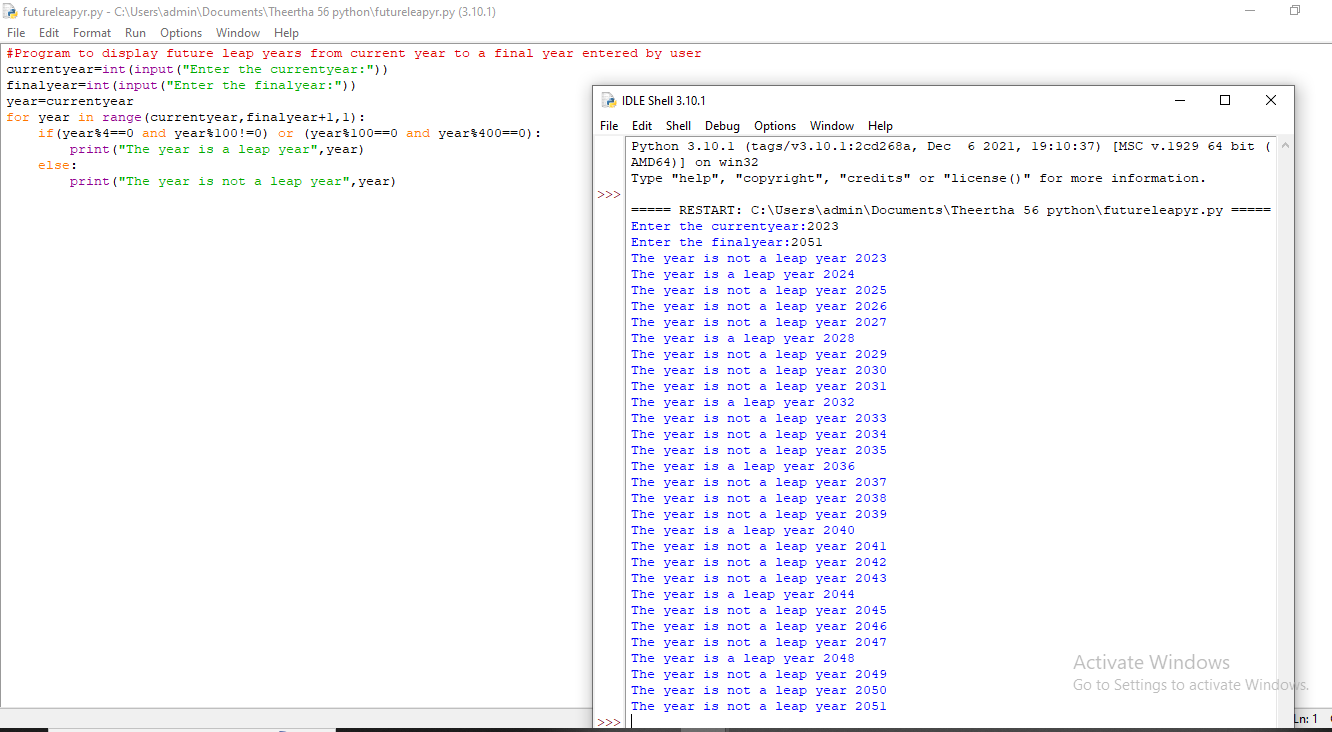 futureleapyr.py - C:\Users\admin\Documents\Theertha 56 python\futureleapyr.py (3.10.1)
File Edit Format Run Options Window Help
#Program to display future leap years from current year to a final year entered by user
currentyear=int(input("Enter the currentyear:"))
finalyear=int(input("Enter the finalyear:"))
year=currentyear
for year in range(currentyear,finalyear+1,1):
    if(year%4==0 and year%100!=0) or (year%100==0 and year%400==0):
        print("The year is a leap year",year)
    else:
        print("The year is not a leap year",year)
IDLE Shell 3.10.1
File Edit Shell Debug Options Window Help
Python 3.10.1 (tags/v3.10.1:2cd268a, Dec  6 2021, 19:10:37) [MSC v.1929 64 bit (
AMD64)] on win32
Type "help", "copyright", "credits" or "license()" for more information.
>>>
===== RESTART: C:\Users\admin\Documents\Theertha 56 python\futureleapyr.py =====
Enter the currentyear:2023
Enter the finalyear:2051
The year is not a leap year 2023
The year is a leap year 2024
The year is not a leap year 2025
The year is not a leap year 2026
The year is not a leap year 2027
The year is a leap year 2028
The year is not a leap year 2029
The year is not a leap year 2030
The year is not a leap year 2031
The year is a leap year 2032
The year is not a leap year 2033
The year is not a leap year 2034
The year is not a leap year 2035
The year is a leap year 2036
The year is not a leap year 2037
The year is not a leap year 2038
The year is not a leap year 2039
The year is a leap year 2040
The year is not a leap year 2041
The year is not a leap year 2042
The year is not a leap year 2043
The year is a leap year 2044
The year is not a leap year 2045
The year is not a leap year 2046
The year is not a leap year 2047
The year is a leap year 2048
The year is not a leap year 2049
The year is not a leap year 2050
The year is not a leap year 2051
>>>
Activate Windows
Go to Settings to activate Windows.
Ln: 1